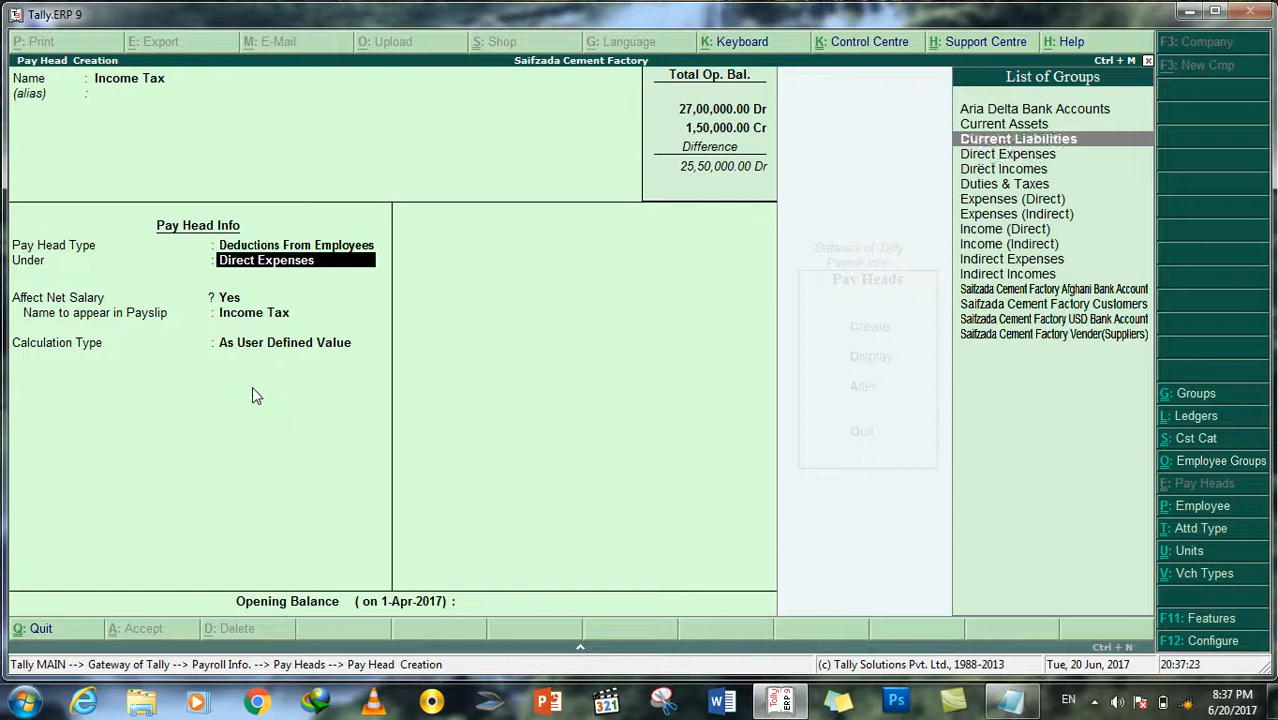 Tally.ERP 9
P: Print
E: Export
M: E-Mail
O: Upload
S: Shop
G: Language
K: Keyboard
K: Control Centre
H: Support Centre
H: Help
F3: Company
F3: New Cmp
Pay Head Creation
Saifzada Cement Factory
Ctrl + M
Name : Income Tax
(alias) :
Total Op. Bal.
27,00,000.00 Dr
1,50,000.00 Cr
Difference
25,50,000.00 Dr
Pay Head Info
Pay Head Type : Deductions From Employees
Under : Direct Expenses
Affect Net Salary ? Yes
Name to appear in Payslip : Income Tax
Calculation Type : As User Defined Value
Opening Balance ( on 1-Apr-2017) :
Gateway of Tally
Payroll Info.
Pay Heads
Create
Display
Alter
Quit
List of Groups
Aria Delta Bank Accounts
Current Assets
Current Liabilities
Direct Expenses
Direct Incomes
Duties & Taxes
Expenses (Direct)
Expenses (Indirect)
Income (Direct)
Income (Indirect)
Indirect Expenses
Indirect Incomes
Saifzada Cement Factory Afghani Bank Account
Saifzada Cement Factory Customers
Saifzada Cement Factory USD Bank Account
Saifzada Cement Factory Vender(Suppliers)
G: Groups
L: Ledgers
S: Cst Cat
O: Employee Groups
E: Pay Heads
P: Employee
T: Attd Type
U: Units
V: Vch Types
F11: Features
F12: Configure
Q: Quit
A: Accept
D: Delete
Ctrl + N
Tally MAIN --> Gateway of Tally --> Payroll Info. --> Pay Heads --> Pay Head Creation
(c) Tally Solutions Pvt. Ltd., 1988-2013
Tue, 20 Jun, 2017
20:37:23
321
Tally
ERP 9
Ps
EN
8:37 PM
6/20/2017